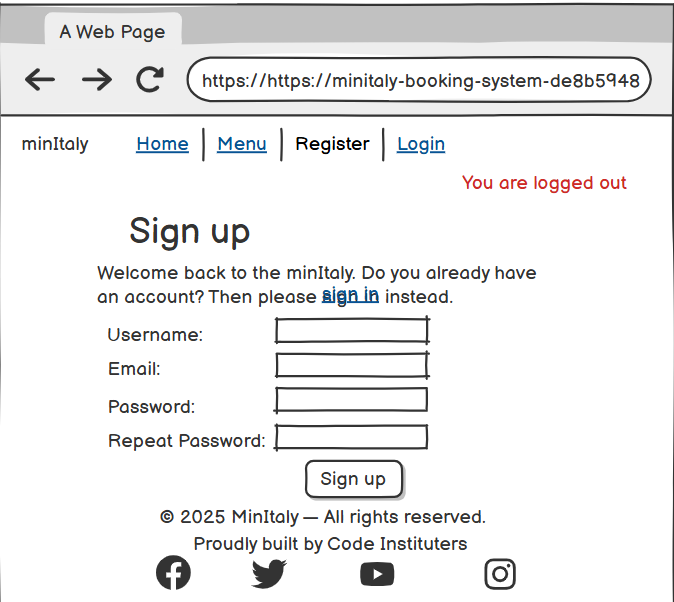 A Web Page
https://https://minitaly-booking-system-de8b5948
minItaly Home Menu Register Login
You are logged out
Sign up
Welcome back to the minItaly. Do you already have
an account? Then please sign in instead.
Username:
Email:
Password:
Repeat Password:
Sign up
© 2025 MinItaly — All rights reserved.
Proudly built by Code Instituters